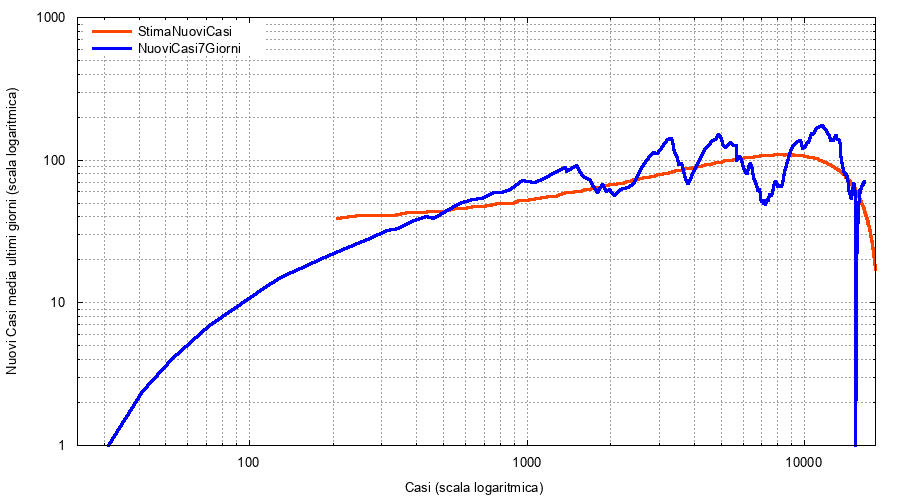 1000
StimaNuoviCasi
NuoviCasi7Giorni
100
10
1
100
1000
10000
Nuovi Casi media ultimi giorni (scala logaritmica)
Casi (scala logaritmica)